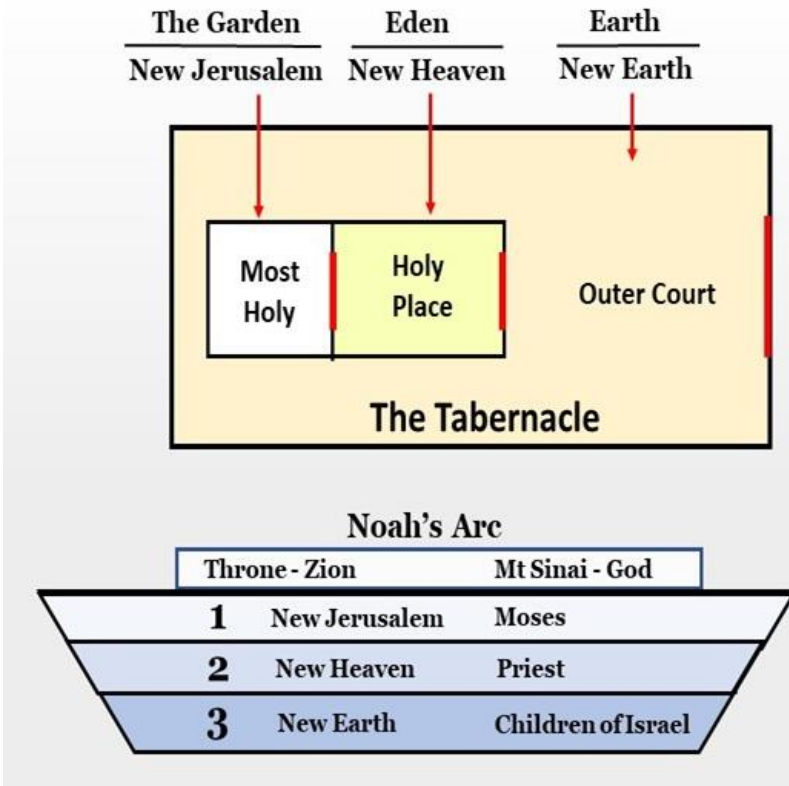 The Garden Eden Earth
New Jerusalem New Heaven New Earth
Most
Holy
Holy
Place
Outer Court
The Tabernacle
Noah's Arc
Throne - Zion Mt Sinai - God
1 New Jerusalem Moses
2 New Heaven Priest
3 New Earth Children of Israel